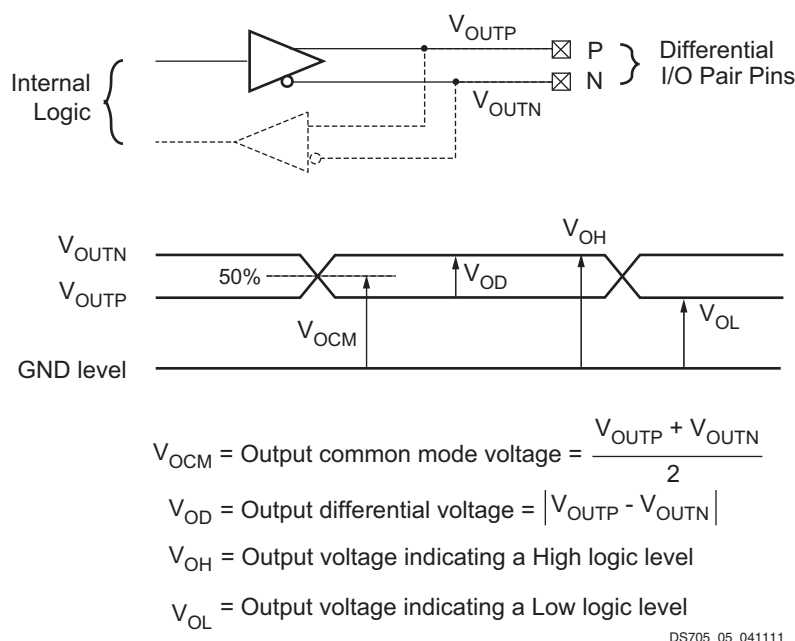 V_OUTP
P
Differential
I/O Pair Pins
N
V_OUTN
Internal
Logic
V_OH
V_OUTN
50%
V_OD
V_OUTP
V_OL
V_OCM
GND level
V_OCM = Output common mode voltage = V_OUTP + V_OUTN / 2
V_OD = Output differential voltage = |V_OUTP - V_OUTN|
V_OH = Output voltage indicating a High logic level
V_OL = Output voltage indicating a Low logic level
DS705_05_041111